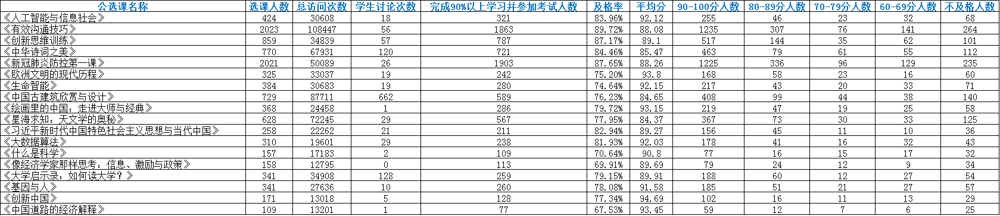 公选课名称 选课人数 总访问次数 学生讨论次数 完成90%以上学习并参加考试人数 及格率 平均分 90-100分人数 80-89分人数 70-79分人数 60-69分人数 不及格人数
《人工智能与信息社会》 424 30608 18 321 83.96% 92.12 255 46 23 32 68
《有效沟通技巧》 2023 108447 56 1863 89.72% 88.08 1235 307 76 141 264
《创新思维训练》 859 34839 57 787 87.17% 89.1 517 144 35 62 101
《中华诗词之美》 770 67931 120 721 84.46% 85.47 463 79 61 55 112
《新冠肺炎防控第一课》 2021 50089 26 1903 87.65% 88.26 1225 336 96 129 235
《欧洲文明的现代历程》 325 33037 19 242 75.20% 93.8 168 58 23 16 60
《生命智能》 384 30683 19 280 74.64% 92.15 217 43 20 33 71
《中国古建筑欣赏与设计》 729 87711 662 589 76.23% 84.65 408 99 44 38 140
《绘画里的中国：走进大师与经典》 368 24458 1 286 79.72% 93.15 219 47 19 25 58
《星海求知：天文学的奥秘》 628 72245 29 567 77.95% 84.37 367 73 30 33 125
《习近平新时代中国特色社会主义思想与当代中国》 258 22262 21 211 82.94% 89.27 156 45 11 10 36
《大数据算法》 310 19601 29 238 81.93% 92.03 178 41 16 32 43
《什么是科学》 157 17183 2 109 70.64% 90.8 77 16 15 17 32
《像经济学家那样思考：信息、激励与政策》 158 12795 0 113 69.91% 89.69 79 24 12 9 34
《大学启示录：如何读大学？》 341 34908 128 259 79.15% 89.91 188 60 12 27 54
《基因与人》 341 27636 10 260 78.08% 91.58 185 51 21 27 57
《创新中国》 171 13018 5 128 77.34% 94.69 102 16 11 13 29
《中国道路的经济解释》 109 13201 1 77 67.53% 93.45 59 12 7 6 25